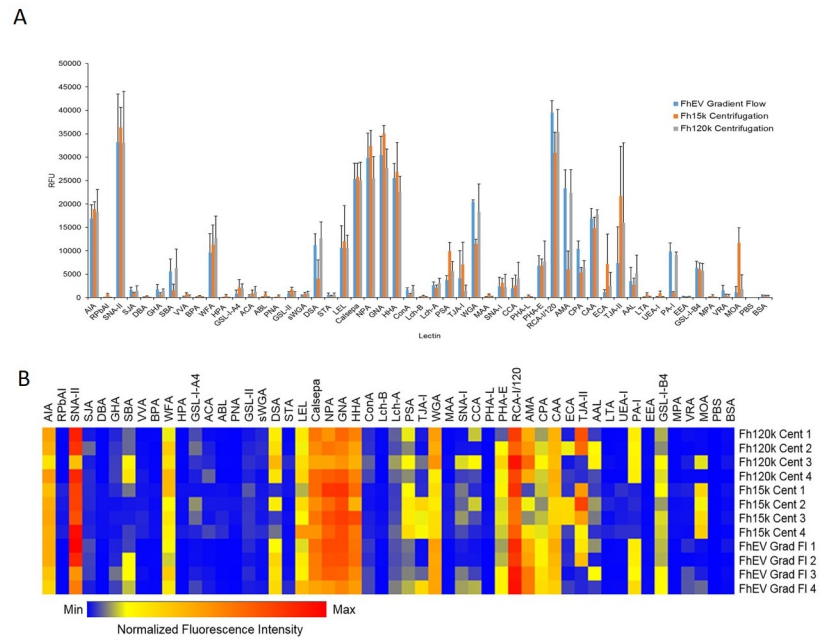 A
50000
45000
40000
35000
30000
25000
20000
15000
10000
5000
0
RFU
FhEV Gradient Flow
Fh15k Centrifugation
Fh120k Centrifugation
AIA RPbAI SNA-II SJA DBA GHA SBA VVA BPA WFA HPA GSL-I-A4 ACA ABL PNA GSL-II sWGA DSA STA LEL Calsepa NPA GNA HHA ConA Lch-B Lch-A PSA TJA-I WGA MAA SNA-I CCA PHA-L PHA-E RCA-I/120 AMA CPA CAA ECA TJA-II AAL LTA UEA-I PA-I EEA GSL-I-B4 MPA VRA MOA PBS BSA
Lectin
B
AIA RPbAI SNA-II SJA DBA GHA SBA VVA BPA WFA HPA GSL-I-A4 ACA ABL PNA GSL-II sWGA DSA STA LEL Calsepa NPA GNA HHA ConA Lch-B Lch-A PSA TJA-I WGA MAA SNA-I CCA PHA-L PHA-E RCA-I/120 AMA CPA CAA ECA TJA-II AAL LTA UEA-I PA-I EEA GSL-I-B4 MPA VRA MOA PBS BSA
Fh120k Cent 1
Fh120k Cent 2
Fh120k Cent 3
Fh120k Cent 4
Fh15k Cent 1
Fh15k Cent 2
Fh15k Cent 3
Fh15k Cent 4
FhEV Grad Fl 1
FhEV Grad Fl 2
FhEV Grad Fl 3
FhEV Grad Fl 4
Min Max
Normalized Fluorescence Intensity